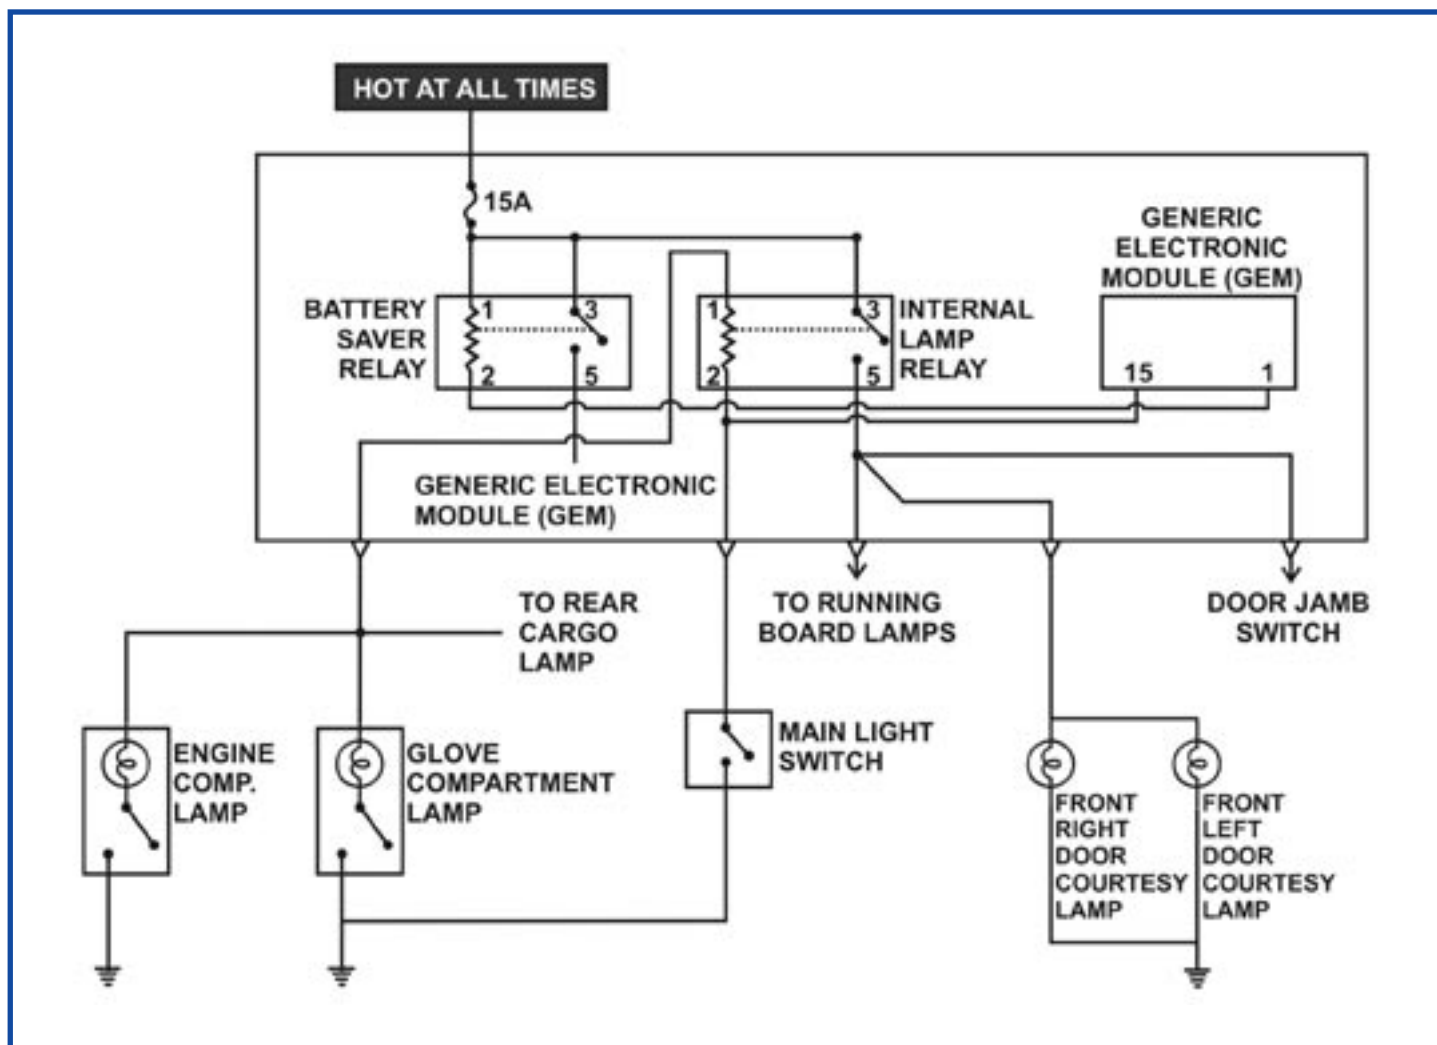 HOT AT ALL TIMES
15A
GENERIC
ELECTRONIC
MODULE (GEM)
BATTERY
SAVER
RELAY
1
3
2
5
1
3
2
5
INTERNAL
LAMP
RELAY
15
1
GENERIC ELECTRONIC
MODULE (GEM)
TO REAR
CARGO
LAMP
TO RUNNING
BOARD LAMPS
DOOR JAMB
SWITCH
ENGINE
COMP.
LAMP
GLOVE
COMPARTMENT
LAMP
MAIN LIGHT
SWITCH
FRONT
RIGHT
DOOR
COURTESY
LAMP
FRONT
LEFT
DOOR
COURTESY
LAMP